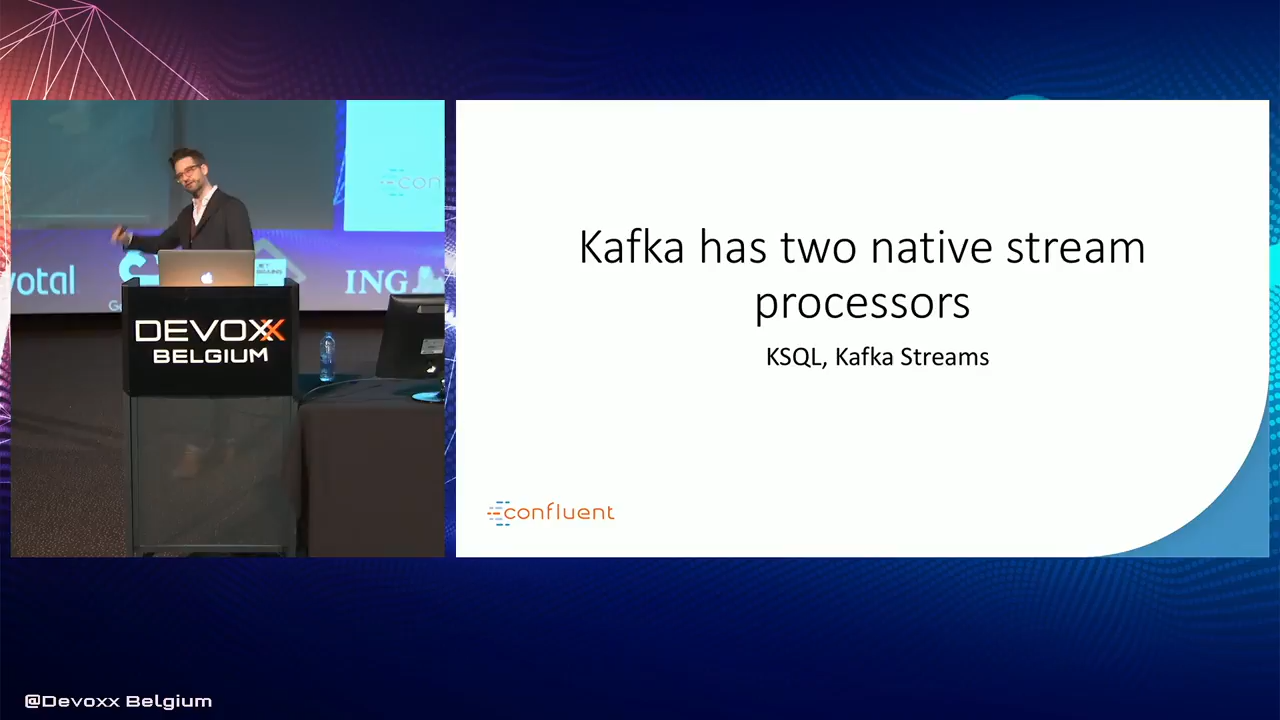 Kafka has two native stream
processors
KSQL, Kafka Streams
confluent
ING
DEVOXX
BELGIUM
@Devoxx Belgium